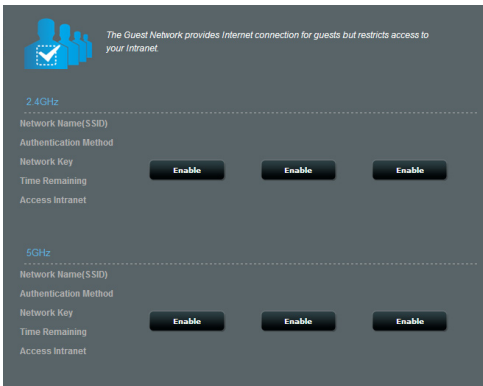 The Guest Network provides Internet connection for guests but restricts access to
your Intranet.
2.4GHz
Network Name(SSID)
Authentication Method
Network Key
Enable Enable Enable
Time Remaining
Access Intranet
5GHz
Network Name(SSID)
Authentication Method
Network Key
Enable Enable Enable
Time Remaining
Access Intranet